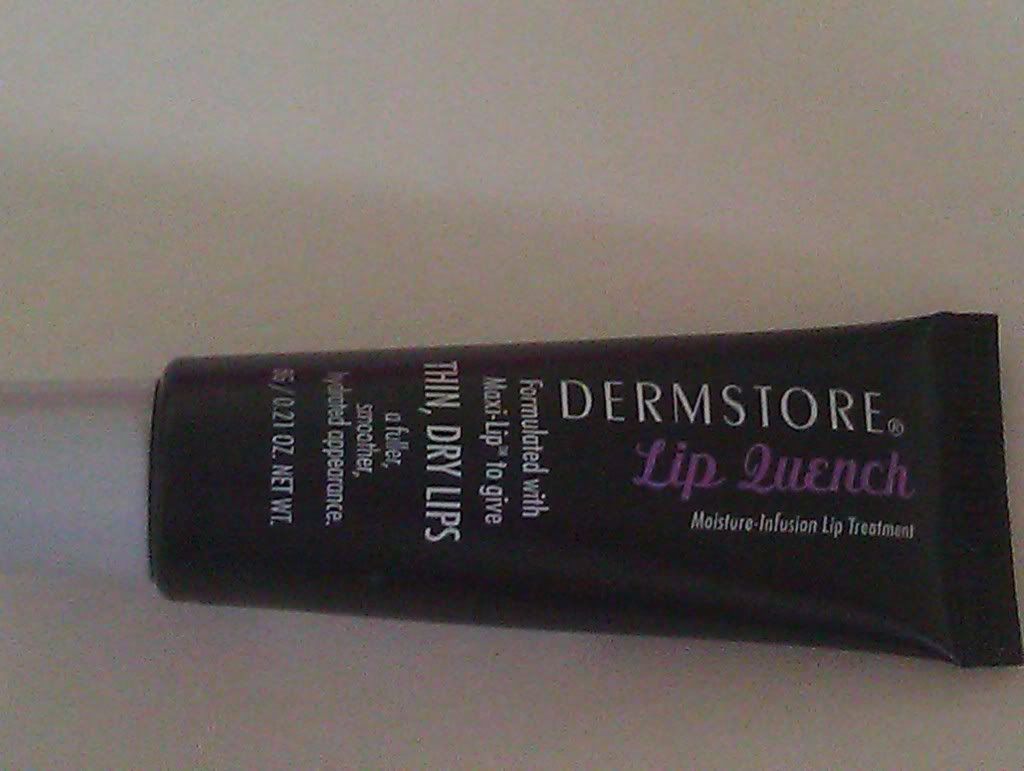 DERMSTORE®
Lip Quench
Moisture-Infusion Lip Treatment
Formulated with
Maxi-Lip™ to give
THIN, DRY LIPS
a fuller,
smoother,
hydrated appearance.
/ 0.21 OZ. NET WT.